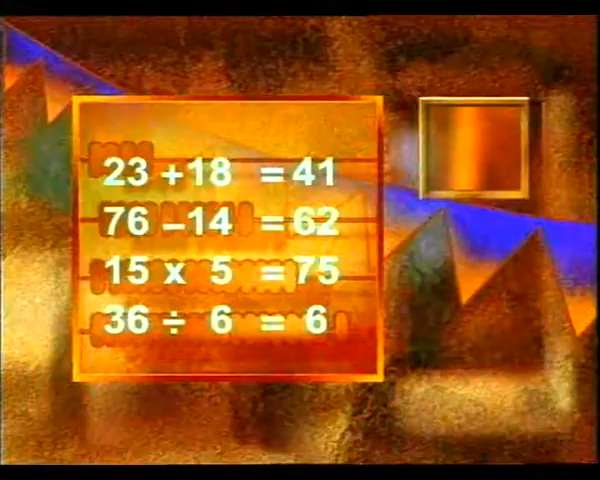 23 + 18 = 41
76 – 14 = 62
15 x 5 = 75
36 ÷ 6 = 6